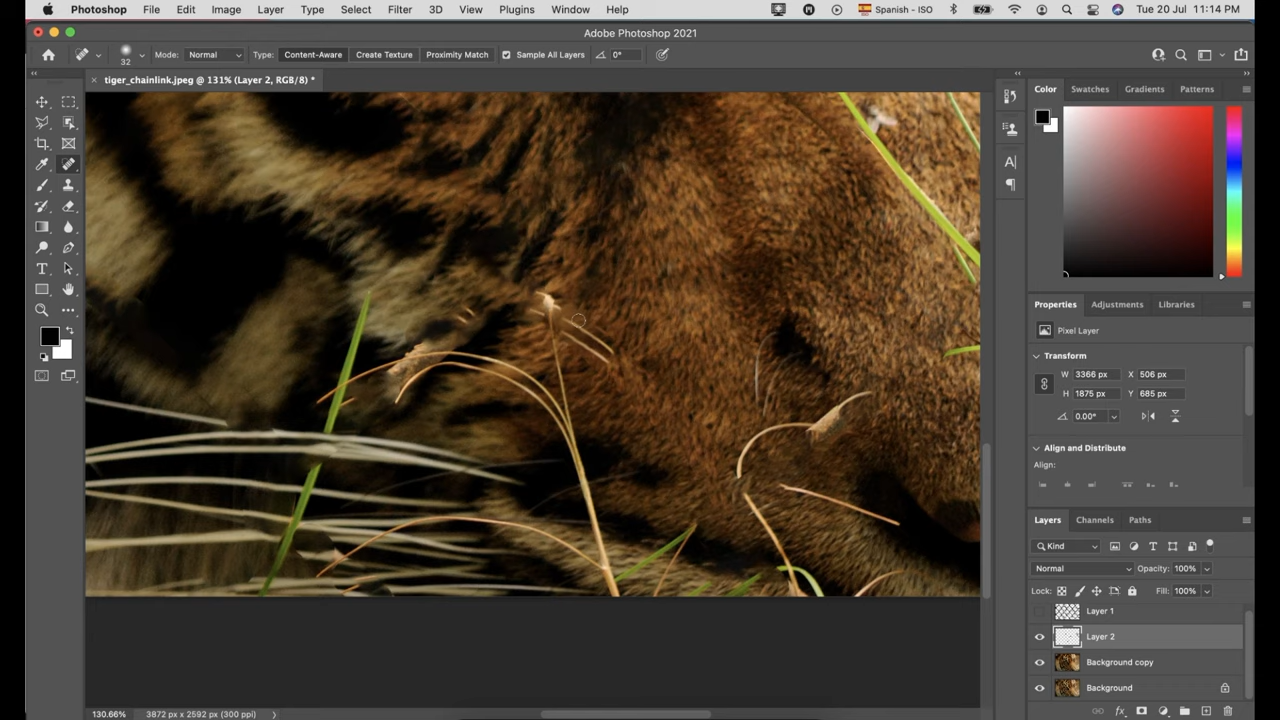 Photoshop File Edit Image Layer Type Select Filter 3D View Plugins Window Help Spanish - ISO Tue 20 Jul 11:14 PM
Adobe Photoshop 2021
32 Mode: Normal Type: Content-Aware Create Texture Proximity Match Sample All Layers 0°
× tiger_chainlink.jpeg @ 131% (Layer 2, RGB/8) *
Color Swatches Gradients Patterns
Properties Adjustments Libraries
Pixel Layer
Transform
W 3366 px X 506 px
H 1875 px Y 685 px
0.00°
Align and Distribute
Align:
Layers Channels Paths
Kind
Normal Opacity: 100%
Lock: Fill: 100%
Layer 1
Layer 2
Background copy
Background
130.66% 3872 px x 2592 px (300 ppi)